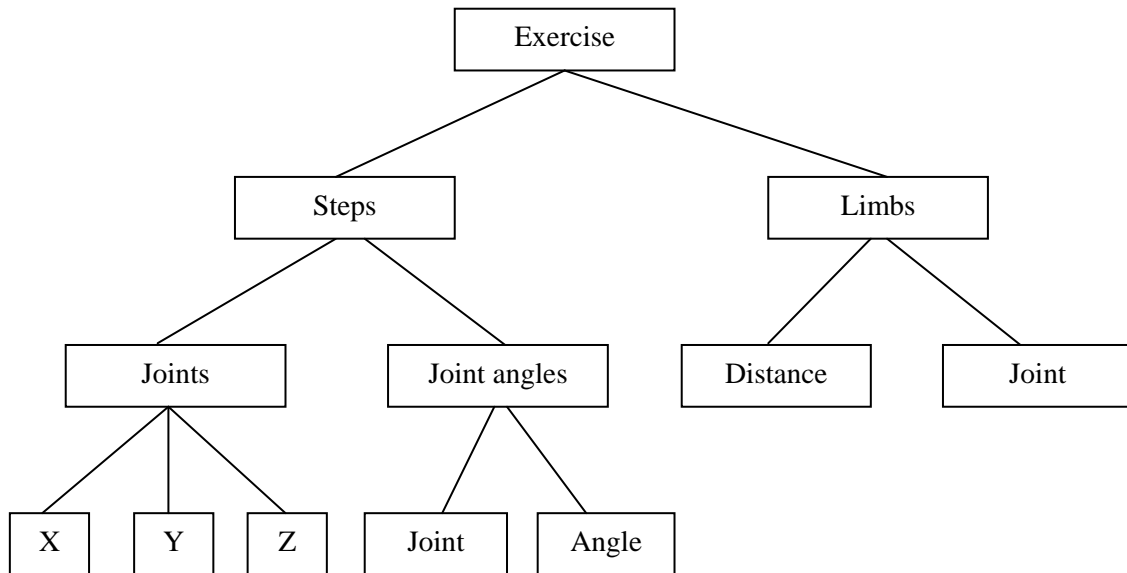 Exercise
Steps
Limbs
Joints
Joint angles
Distance
Joint
X
Y
Z
Joint
Angle